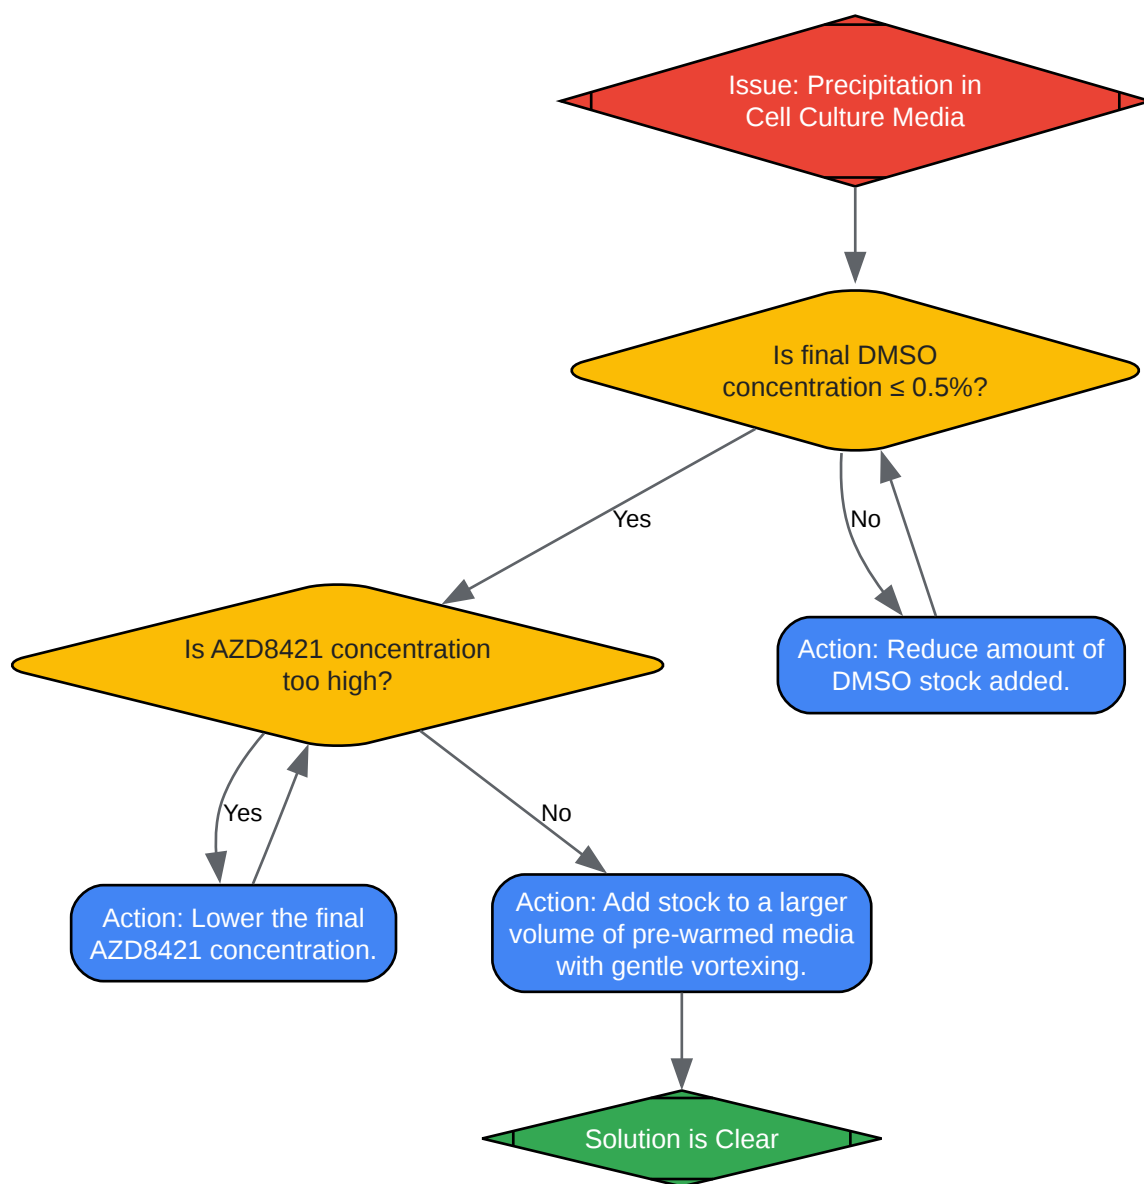 Issue: Precipitation in
Cell Culture Media
Is final DMSO
concentration ≤ 0.5%?
Yes
No
Action: Reduce amount of
DMSO stock added.
Is AZD8421 concentration
too high?
Yes
No
Action: Lower the final
AZD8421 concentration.
Action: Add stock to a larger
volume of pre-warmed media
with gentle vortexing.
Solution is Clear